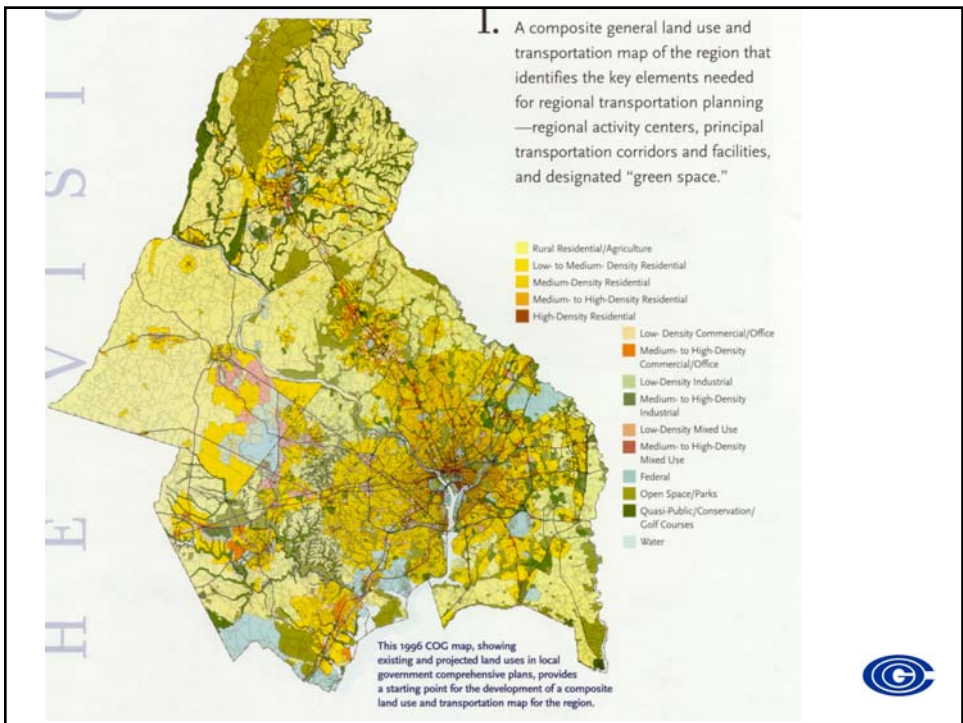 1. A composite general land use and
transportation map of the region that
identifies the key elements needed
for regional transportation planning
—regional activity centers, principal
transportation corridors and facilities,
and designated “green space.”
Rural Residential/Agriculture
Low- to Medium- Density Residential
Medium-Density Residential
Medium- to High-Density Residential
High-Density Residential
Low- Density Commercial/Office
Medium- to High-Density
Commercial/Office
Low-Density Industrial
Medium- to High-Density
Industrial
Low-Density Mixed Use
Medium- to High-Density
Mixed Use
Federal
Open Space/Parks
Quasi-Public/Conservation/
Golf Courses
Water
This 1996 COG map, showing
existing and projected land uses in local
government comprehensive plans, provides
a starting point for the development of a composite
land use and transportation map for the region.
HE VISIO